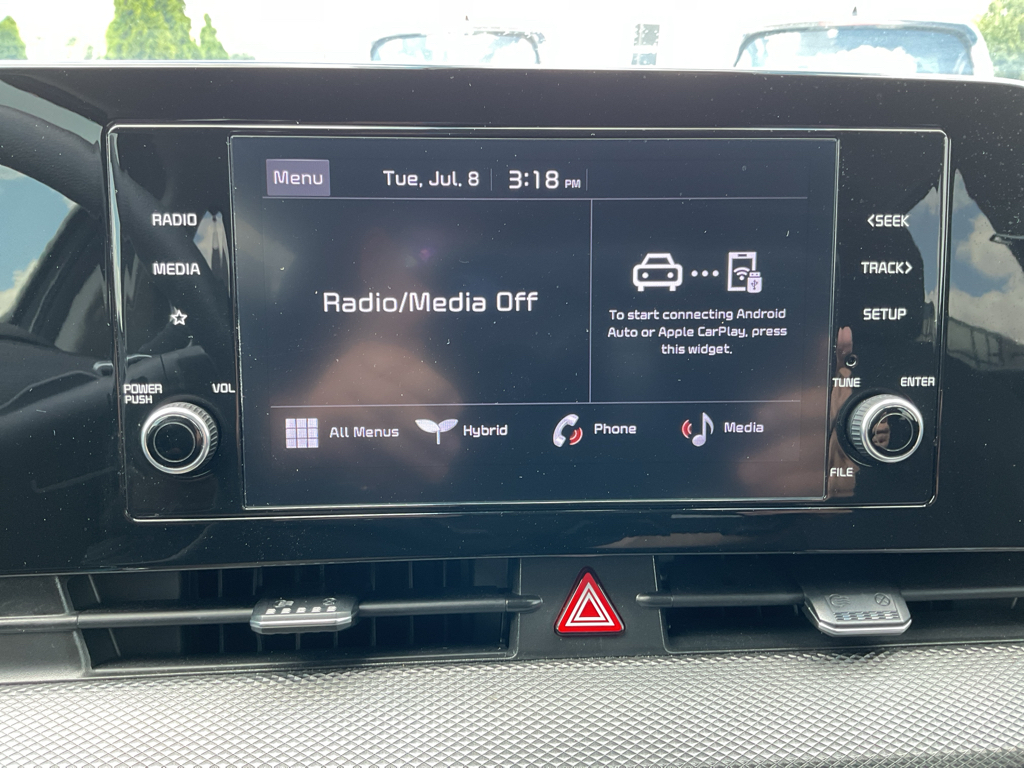 Menu
Tue, Jul. 8
3:18 PM
RADIO
MEDIA
POWER
PUSH
VOL
Radio/Media Off
To start connecting Android
Auto or Apple CarPlay, press
this widget.
All Menus
Hybrid
Phone
Media
<SEEK
TRACK>
SETUP
TUNE
ENTER
FILE